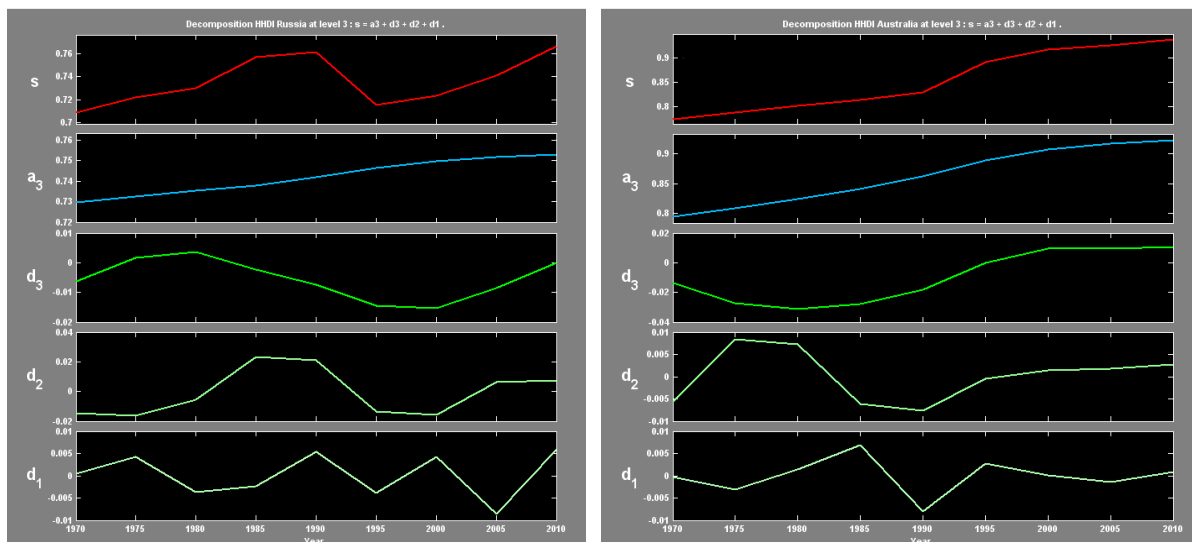 Decomposition HHDI Russia at level 3 : s = a3 + d3 + d2 + d1 .
0.76
0.74
0.72
0.7
s
0.76
0.75
0.74
0.73
0.72
a3
0.01
0
-0.01
-0.02
d3
0.04
0.02
0
-0.02
d2
0.01
0.005
0
-0.005
-0.01
d1
1970 1975 1980 1985 1990 1995 2000 2005 2010
Year
Decomposition HHDI Australia at level 3 : s = a3 + d3 + d2 + d1 .
0.9
0.85
0.8
s
0.9
0.85
0.8
a3
0.02
0
-0.02
-0.04
d3
0.01
0.005
0
-0.005
-0.01
d2
0.01
0.005
0
-0.005
-0.01
d1
1970 1975 1980 1985 1990 1995 2000 2005 2010
Year